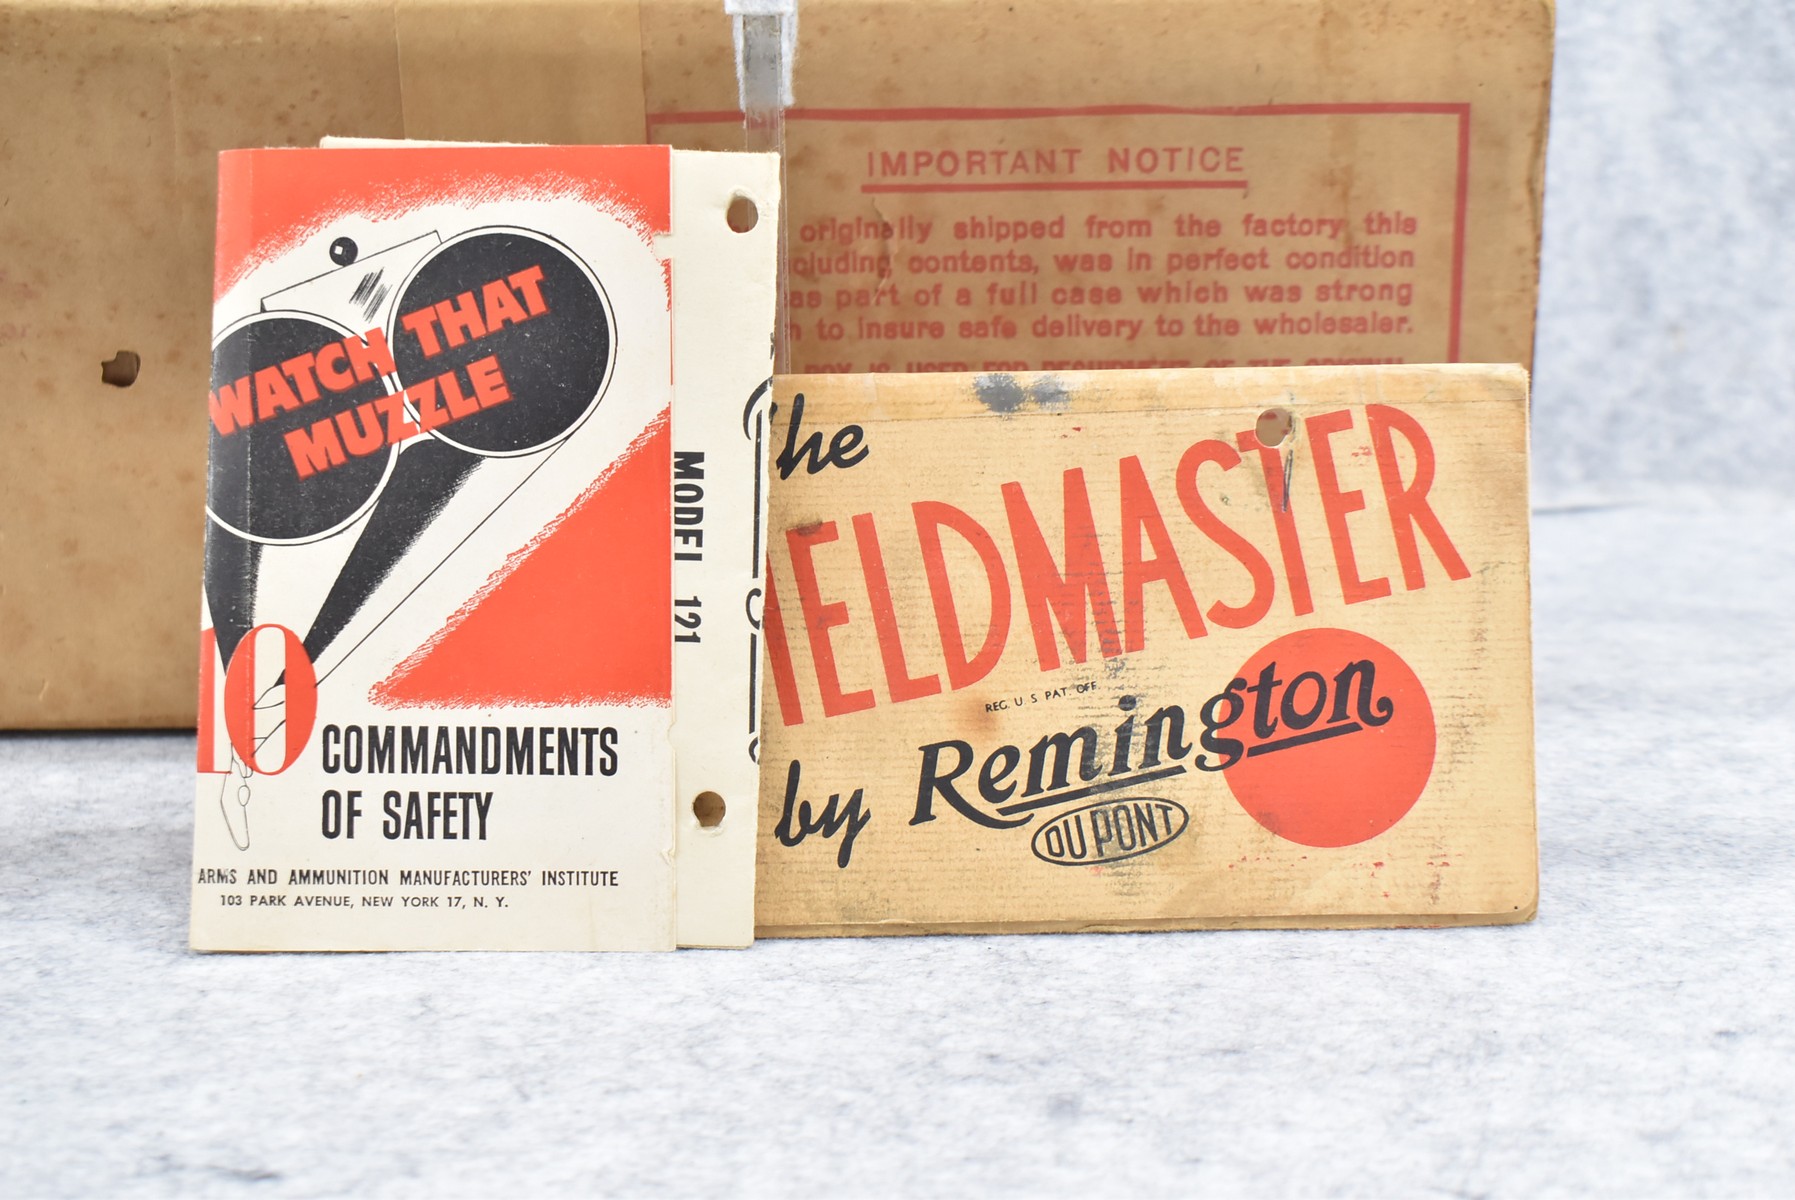 IMPORTANT NOTICE
originally shipped from the factory this
contents, was in perfect condition
as part of a full case which was strong
to insure safe delivery to the wholesaler.
WATCH THAT
MUZZLE
10 COMMANDMENTS
OF SAFETY
ARMS AND AMMUNITION MANUFACTURERS' INSTITUTE
103 PARK AVENUE, NEW YORK 17, N. Y.
MODEL 121
The
FIELDMASTER
REG. U. S. PAT. OFF.
by Remington
DU PONT